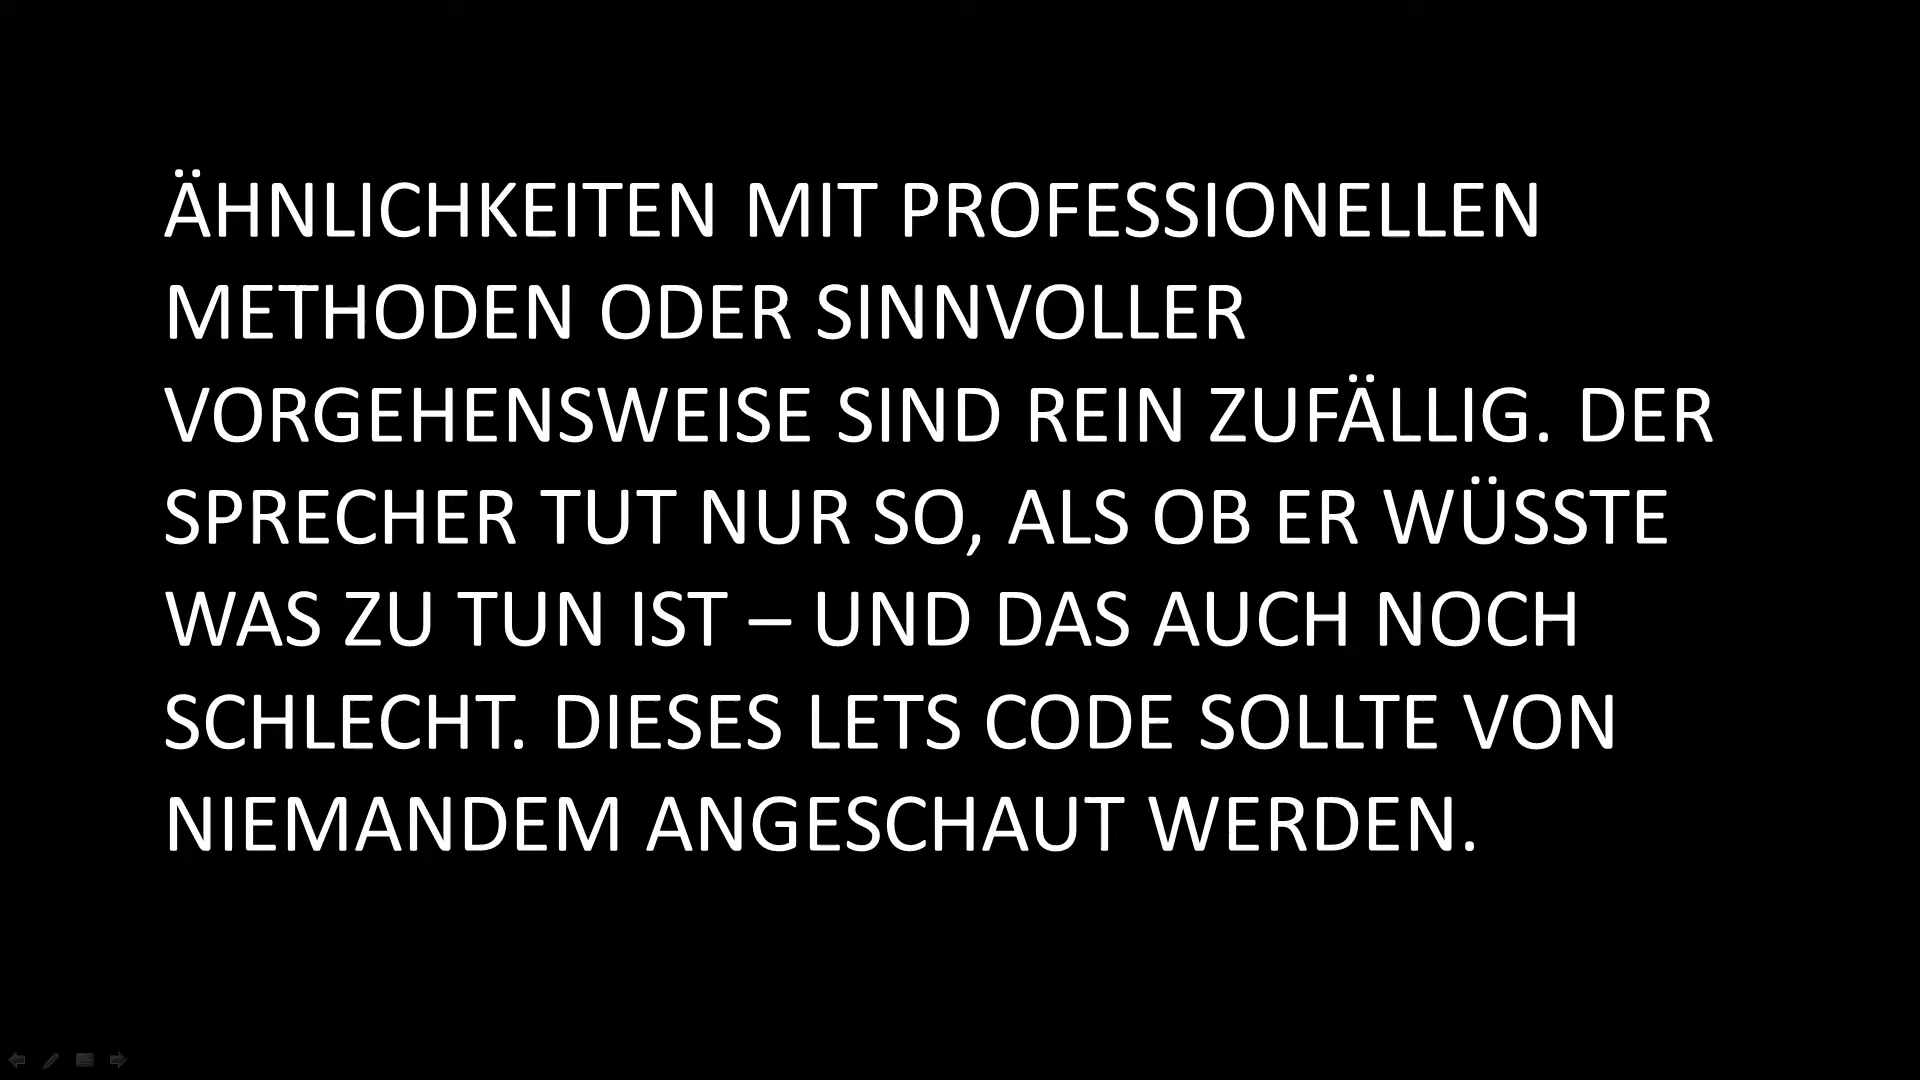 ÄHNLICHKEITEN MIT PROFESSIONELLEN
METHODEN ODER SINNVOLLER
VORGEHENSWEISE SIND REIN ZUFÄLLIG. DER
SPRECHER TUT NUR SO, ALS OB ER WÜSSTE
WAS ZU TUN IST – UND DAS AUCH NOCH
SCHLECHT. DIESES LETS CODE SOLLTE VON
NIEMANDEM ANGESCHAUT WERDEN.